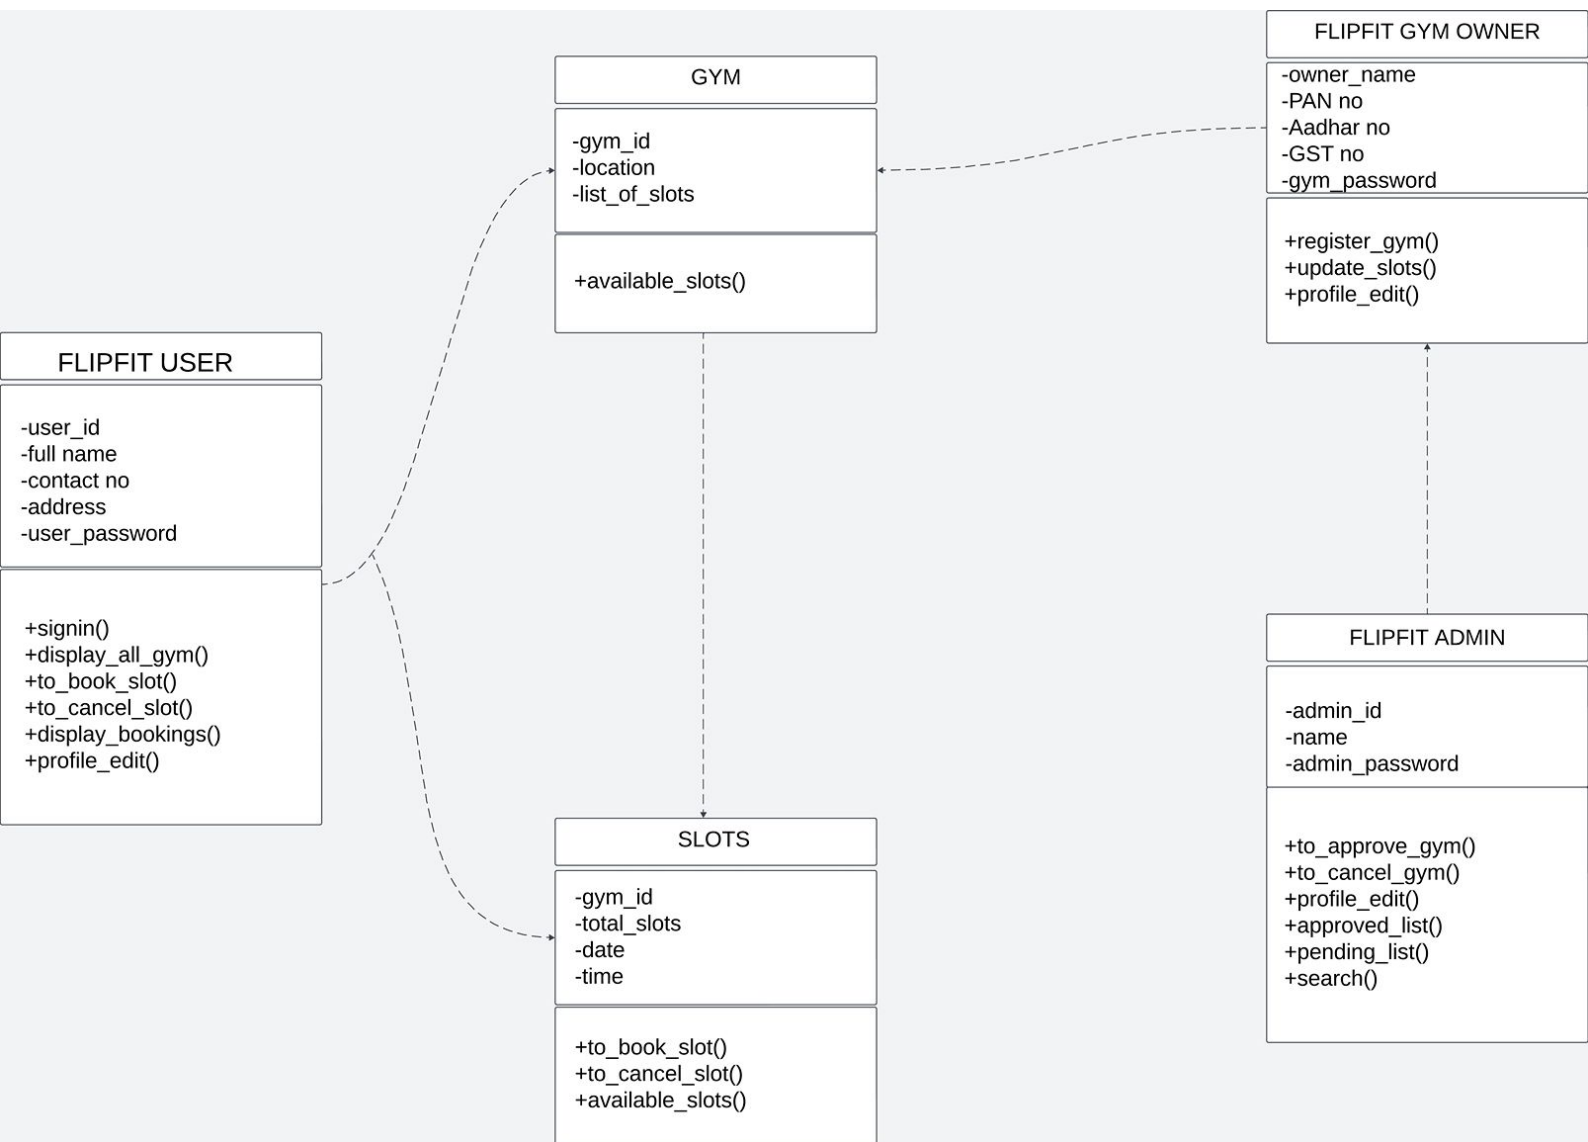 FLIPFIT GYM OWNER
-owner_name
-PAN no
-Aadhar no
-GST no
-gym_password
+register_gym()
+update_slots()
+profile_edit()
GYM
-gym_id
-location
-list_of_slots
+available_slots()
FLIPFIT USER
-user_id
-full name
-contact no
-address
-user_password
+signin()
+display_all_gym()
+to_book_slot()
+to_cancel_slot()
+display_bookings()
+profile_edit()
SLOTS
-gym_id
-total_slots
-date
-time
+to_book_slot()
+to_cancel_slot()
+available_slots()
FLIPFIT ADMIN
-admin_id
-name
-admin_password
+to_approve_gym()
+to_cancel_gym()
+profile_edit()
+approved_list()
+pending_list()
+search()